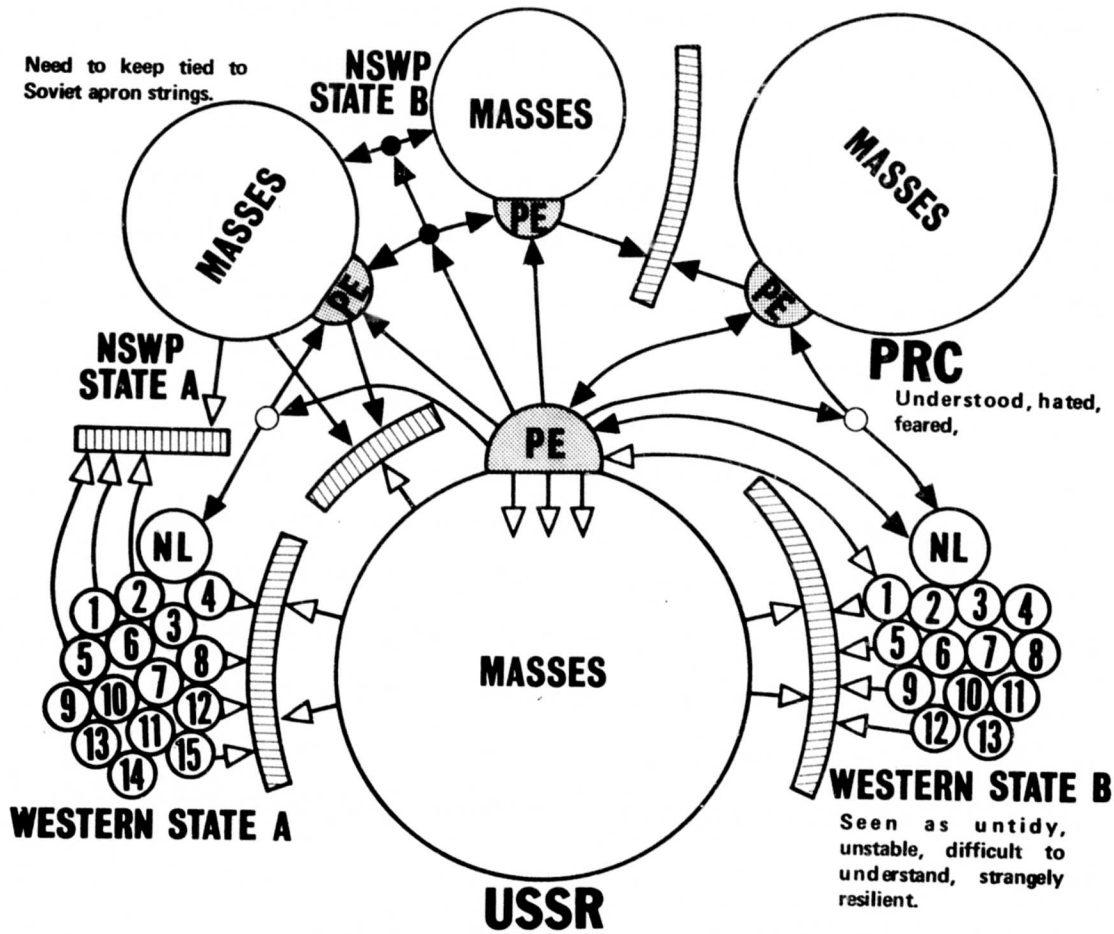 Need to keep tied to
Soviet apron strings.
NSWP
STATE B
MASSES
PE
MASSES
PE
MASSES
PE
NSWP
STATE A
PRC
Understood, hated,
feared,
PE
MASSES
USSR
NL
1
2
4
3
5
6
8
7
9
10
12
11
13
15
14
WESTERN STATE A
NL
1
2
3
4
5
6
7
8
9
10
11
12
13
WESTERN STATE B
Seen as untidy,
unstable, difficult to
understand, strangely
resilient.